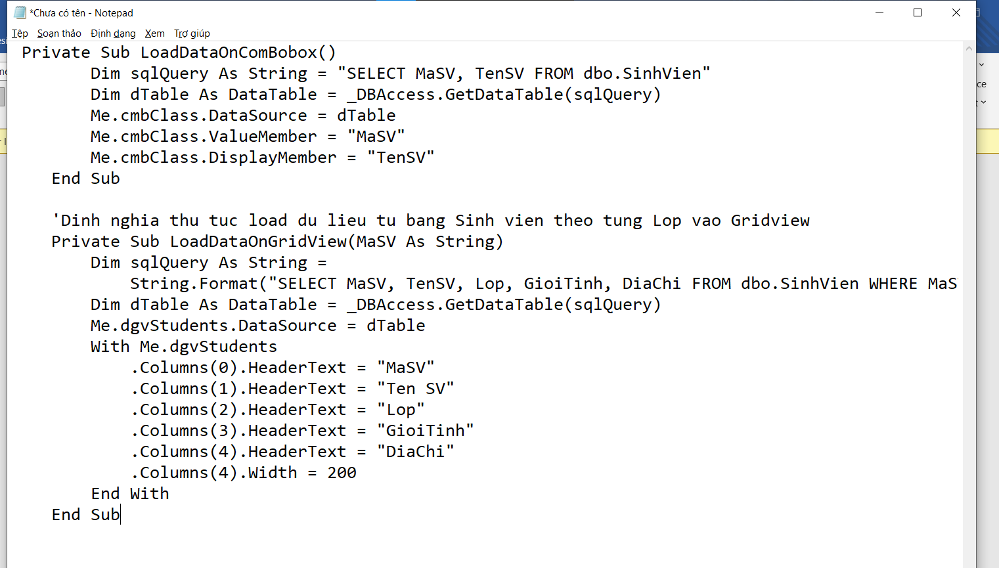 *Chưa có tên - Notepad
Tệp Soạn thảo Định dạng Xem Trợ giúp
Private Sub LoadDataOnComBobox()
Dim sqlQuery As String = "SELECT MaSV, TenSV FROM dbo.SinhVien"
Dim dTable As DataTable = _DBAccess.GetDataTable(sqlQuery)
Me.cmbClass.DataSource = dTable
Me.cmbClass.ValueMember = "MaSV"
Me.cmbClass.DisplayMember = "TenSV"
End Sub
'Dinh nghia thu tuc load du lieu tu bang Sinh vien theo tung Lop vao Gridview
Private Sub LoadDataOnGridView(MaSV As String)
Dim sqlQuery As String =
String.Format("SELECT MaSV, TenSV, Lop, GioiTinh, DiaChi FROM dbo.SinhVien WHERE MaS
Dim dTable As DataTable = _DBAccess.GetDataTable(sqlQuery)
Me.dgvStudents.DataSource = dTable
With Me.dgvStudents
.Columns(0).HeaderText = "MaSV"
.Columns(1).HeaderText = "Ten SV"
.Columns(2).HeaderText = "Lop"
.Columns(3).HeaderText = "GioiTinh"
.Columns(4).HeaderText = "DiaChi"
.Columns(4).Width = 200
End With
End Sub